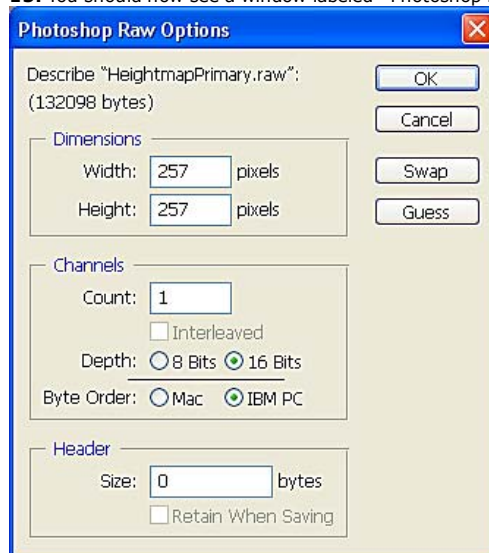 Photoshop Raw Options
Describe "HeightmapPrimary.raw":
(132098 bytes)
OK
Cancel
Swap
Guess
Dimensions
Width: 257 pixels
Height: 257 pixels
Channels
Count: 1
Interleaved
Depth: 8 Bits 16 Bits
Byte Order: Mac IBM PC
Header
Size: 0 bytes
Retain When Saving